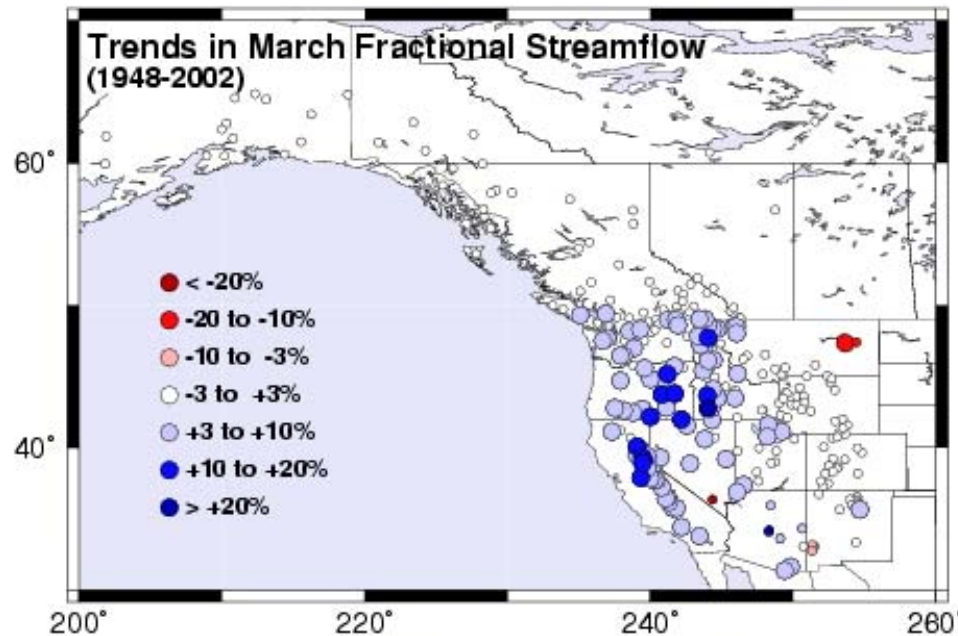 Trends in March Fractional Streamflow
(1948-2002)
60°
< -20%
-20 to -10%
-10 to -3%
-3 to +3%
+3 to +10%
+10 to +20%
> +20%
40°
200° 220° 240° 260°